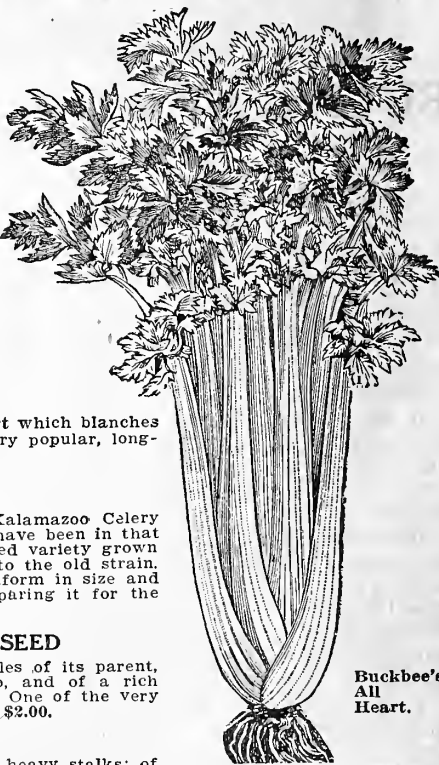 rt which blanches
ry popular, long-
Kalamazoo Celery
have been in that
ed variety grown
to the old strain.
iform in size and
paring it for the
SEED
les of its parent,
o, and of a rich
One of the very
$2.00.
heavy stalks; of
Buckbee's
All
Heart.